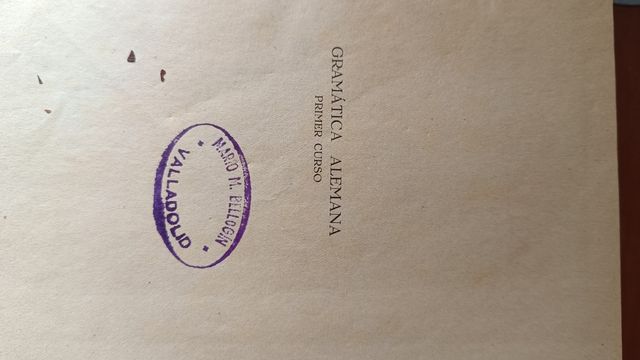 GRAMÁTICA ALEMANA
PRIMER CURSO
MARIO M. BELLOGIN
VALLADOLID